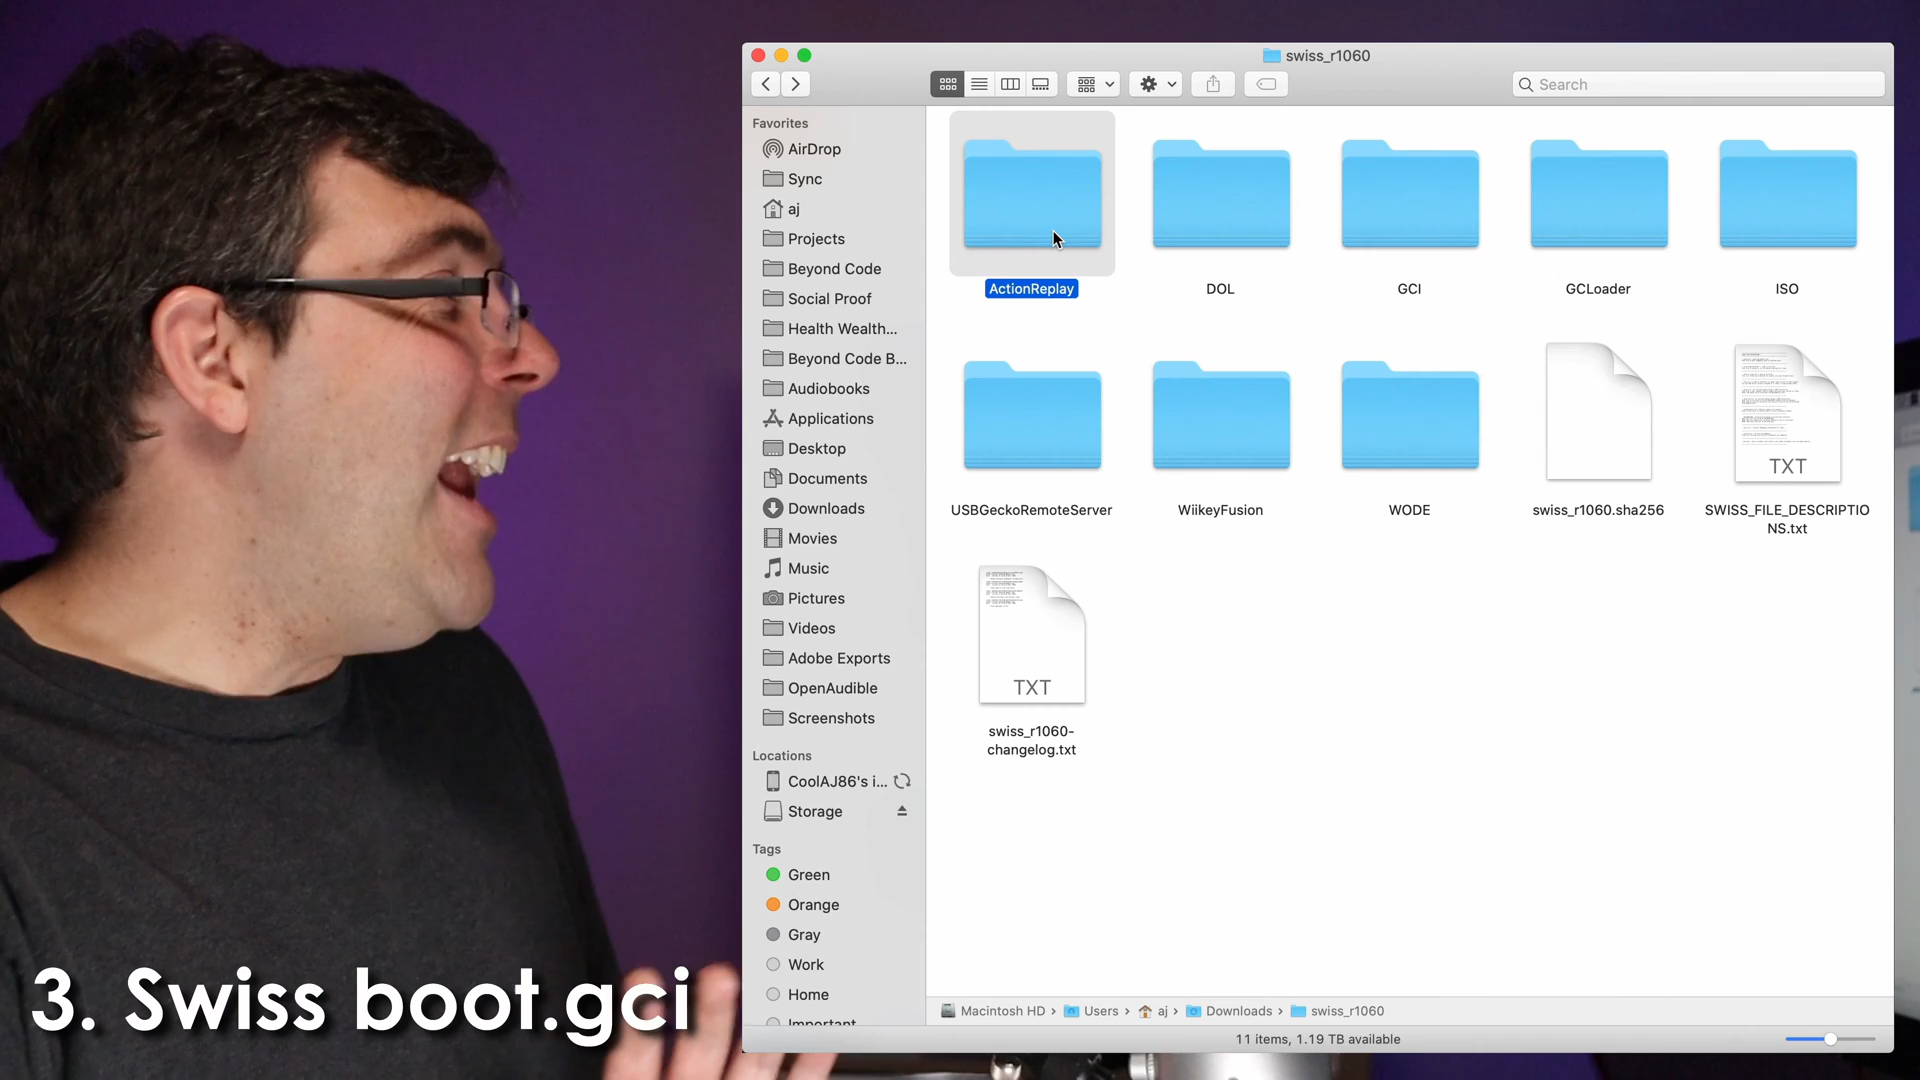 swiss_r1060
Search
Favorites
AirDrop
Sync
aj
Projects
Beyond Code
Social Proof
Health Wealth...
Beyond Code B...
Audiobooks
Applications
Desktop
Documents
Downloads
Movies
Music
Pictures
Videos
Adobe Exports
OpenAudible
Screenshots
Locations
CoolAJ86's i...
Storage
Tags
Green
Orange
Gray
Work
Home
Important
ActionReplay
DOL
GCI
GCLoader
ISO
USBGeckoRemoteServer
WiikeyFusion
WODE
swiss_r1060.sha256
TXT
SWISS_FILE_DESCRIPTIO
NS.txt
TXT
swiss_r1060-
changelog.txt
Macintosh HD › Users › aj › Downloads › swiss_r1060
11 items, 1.19 TB available
3. Swiss boot.gci